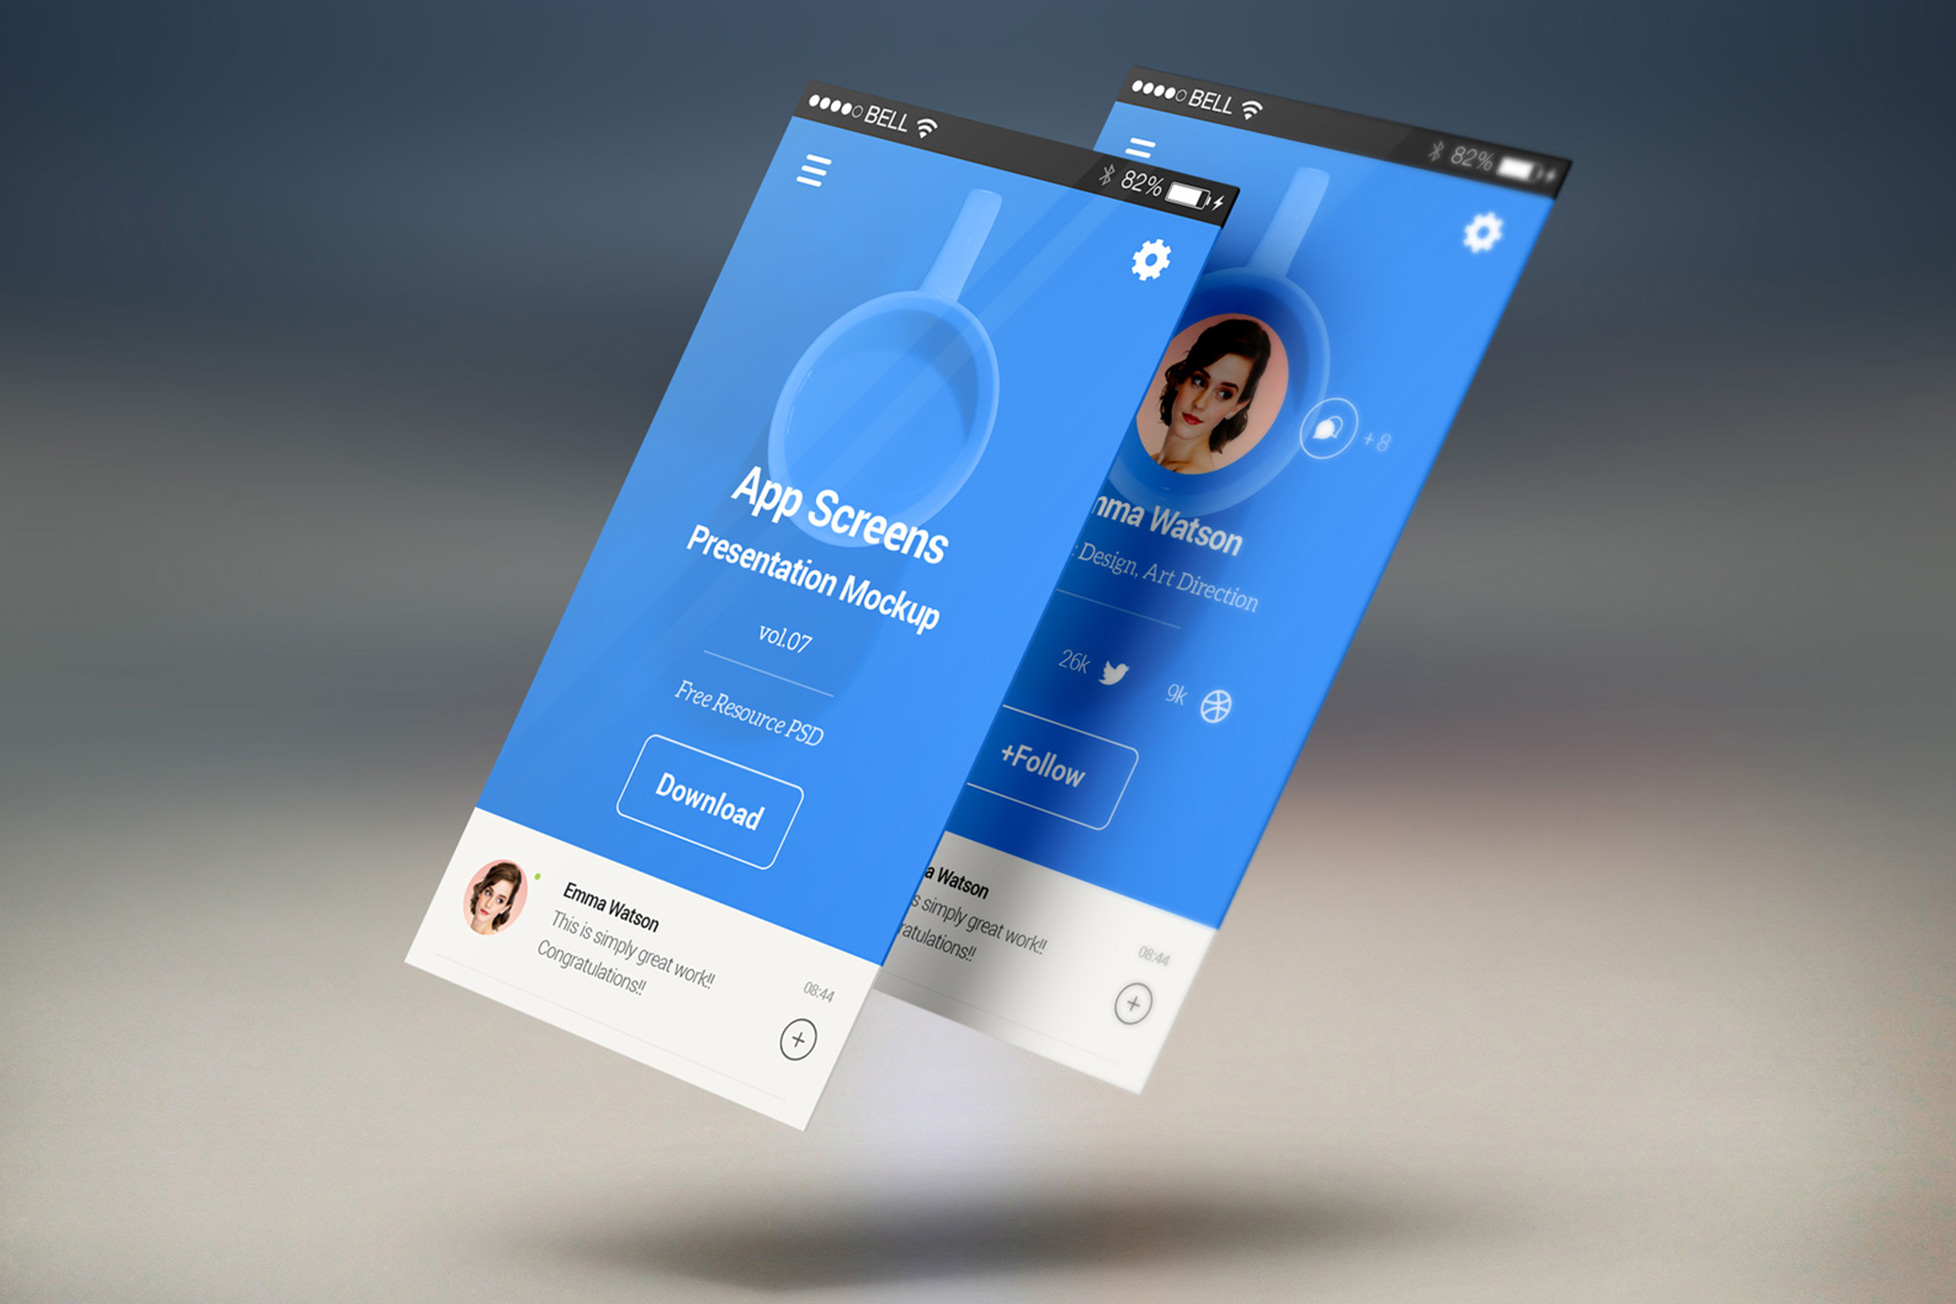 BELL
82%
App Screens
Presentation Mockup
vol.07
Free Resource PSD
Download
Emma Watson
This is simply great work!!
Congratulations!!
08:44
+
BELL
82%
+8
mma Watson
Design, Art Direction
26k
9k
+Follow
a Watson
s simply great work!!
ratulations!!
08:44
+